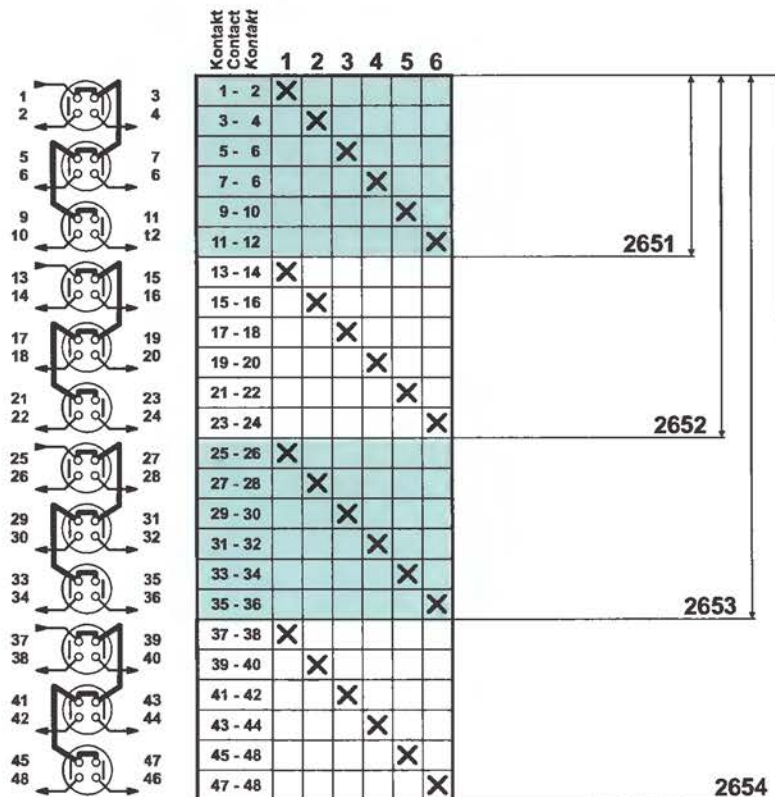 Kontakt
Contact
Kontakt
1 2 3 4 5 6
1 3
2 4
5 7
6 6
9 11
10 t2
13 15
14 16
17 19
18 20
21 23
22 24
25 27
26 28
29 31
30 32
33 35
34 36
37 39
38 40
41 43
42 44
45 47
48 46
1 - 2
3 - 4
5 - 6
7 - 6
9 - 10
11 - 12
13 - 14
15 - 16
17 - 18
19 - 20
21 - 22
23 - 24
25 - 26
27 - 28
29 - 30
31 - 32
33 - 34
35 - 36
37 - 38
39 - 40
41 - 42
43 - 44
45 - 48
47 - 48
2651
2652
2653
2654